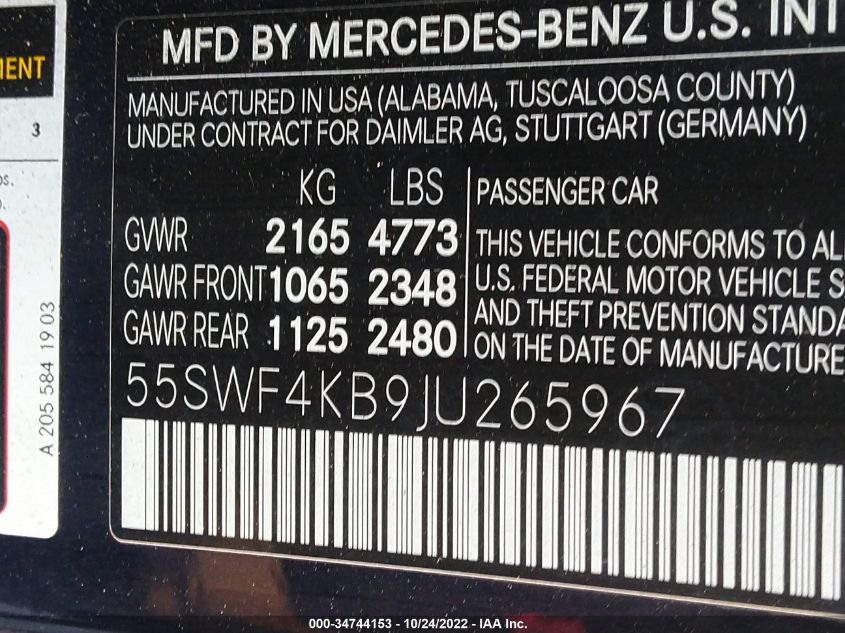 MENT
3
A 205 584 19 03
MFD BY MERCEDES-BENZ U.S. INT
MANUFACTURED IN USA (ALABAMA, TUSCALOOSA COUNTY)
UNDER CONTRACT FOR DAIMLER AG, STUTTGART (GERMANY)
KG LBS
GVWR 2165 4773
GAWR FRONT 1065 2348
GAWR REAR 1125 2480
PASSENGER CAR
THIS VEHICLE CONFORMS TO AL
U.S. FEDERAL MOTOR VEHICLE S
AND THEFT PREVENTION STANDA
ON THE DATE OF MANUFACTURE
55SWF4KB9JU265967
000-34744153 - 10/24/2022 - IAA Inc.